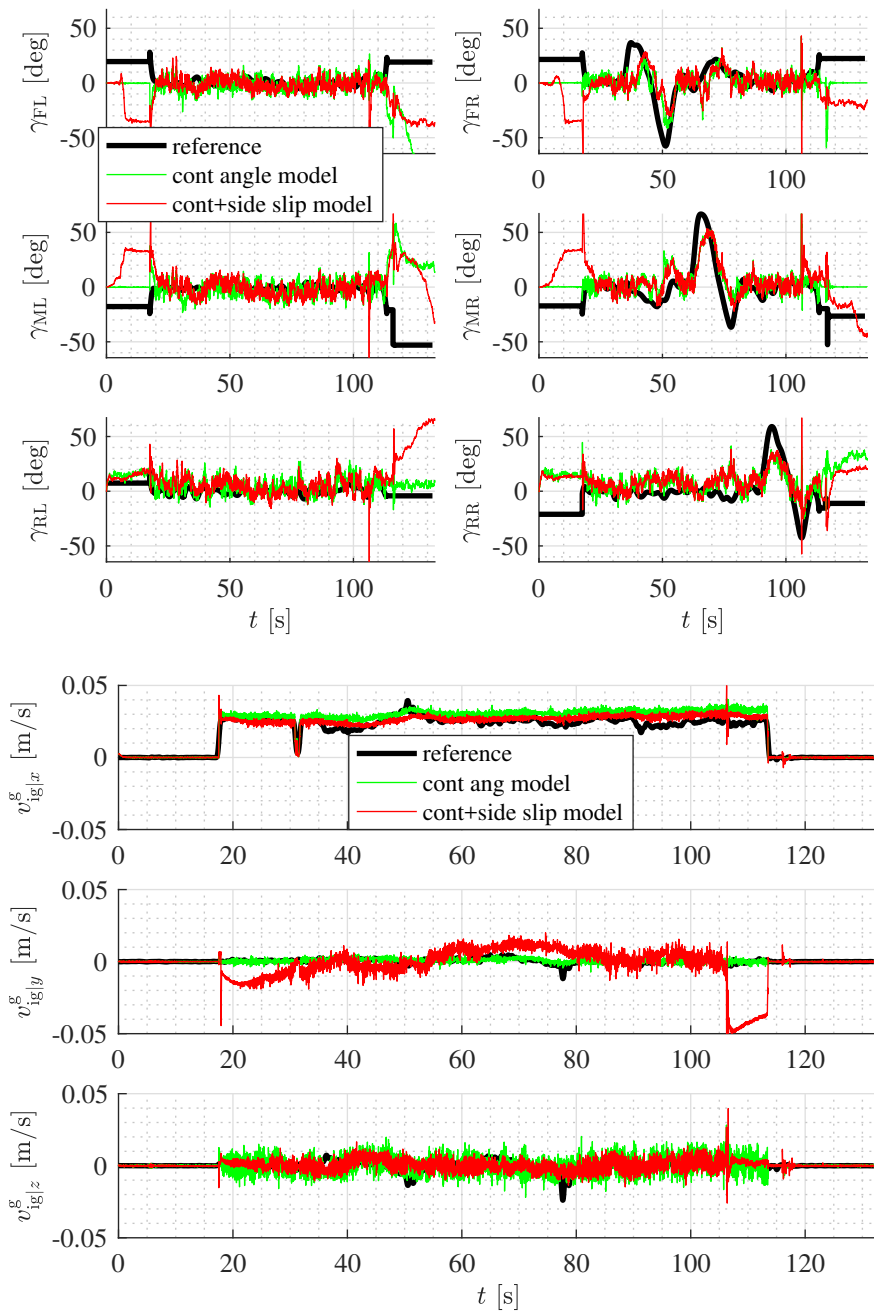 50
0
-50
γFL [deg]
50
0
-50
γFR [deg]
0
50
100
reference
cont angle model
cont+side slip model
50
0
-50
γML [deg]
0
50
100
50
0
-50
γMR [deg]
0
50
100
50
0
-50
γRL [deg]
0
50
100
t [s]
50
0
-50
γRR [deg]
0
50
100
t [s]
0.05
0
-0.05
v^g_ig|x [m/s]
reference
cont ang model
cont+side slip model
0 20 40 60 80 100 120
0.05
0
-0.05
v^g_ig|y [m/s]
0 20 40 60 80 100 120
0.05
0
-0.05
v^g_ig|z [m/s]
0 20 40 60 80 100 120
t [s]